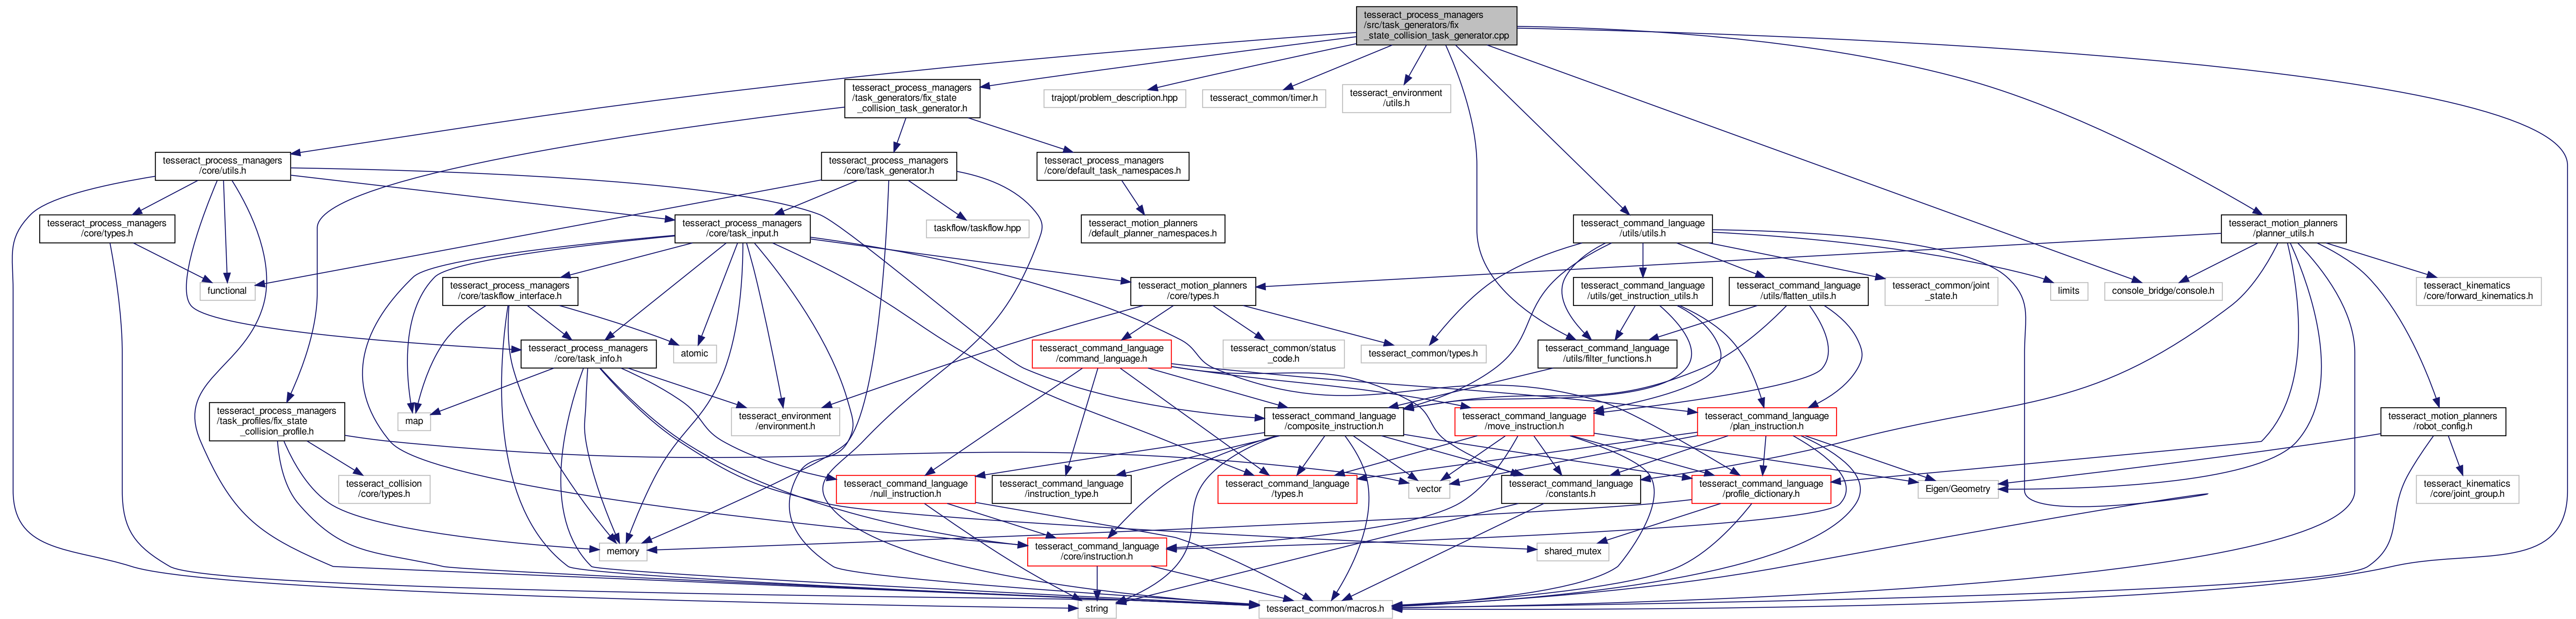 tesseract_process_managers
/src/task_generators/fix
_state_collision_task_generator.cpp
tesseract_process_managers
/task_generators/fix_state
_collision_task_generator.h
trajopt/problem_description.hpp
tesseract_common/timer.h
tesseract_environment
/utils.h
tesseract_process_managers
/core/utils.h
tesseract_process_managers
/core/task_generator.h
tesseract_process_managers
/core/default_task_namespaces.h
tesseract_process_managers
/core/types.h
tesseract_process_managers
/core/task_input.h
taskflow/taskflow.hpp
tesseract_motion_planners
/default_planner_namespaces.h
tesseract_command_language
/utils/utils.h
tesseract_motion_planners
/planner_utils.h
functional
tesseract_process_managers
/core/taskflow_interface.h
tesseract_motion_planners
/core/types.h
tesseract_command_language
/utils/get_instruction_utils.h
tesseract_command_language
/utils/flatten_utils.h
tesseract_common/joint
_state.h
limits
console_bridge/console.h
tesseract_kinematics
/core/forward_kinematics.h
tesseract_process_managers
/core/task_info.h
atomic
tesseract_command_language
/command_language.h
tesseract_common/status
_code.h
tesseract_common/types.h
tesseract_command_language
/utils/filter_functions.h
tesseract_process_managers
/task_profiles/fix_state
_collision_profile.h
map
tesseract_environment
/environment.h
tesseract_command_language
/composite_instruction.h
tesseract_command_language
/move_instruction.h
tesseract_command_language
/plan_instruction.h
tesseract_motion_planners
/robot_config.h
tesseract_collision
/core/types.h
tesseract_command_language
/null_instruction.h
tesseract_command_language
/instruction_type.h
tesseract_command_language
/types.h
vector
tesseract_command_language
/constants.h
tesseract_command_language
/profile_dictionary.h
Eigen/Geometry
tesseract_kinematics
/core/joint_group.h
memory
tesseract_command_language
/core/instruction.h
shared_mutex
string
tesseract_common/macros.h